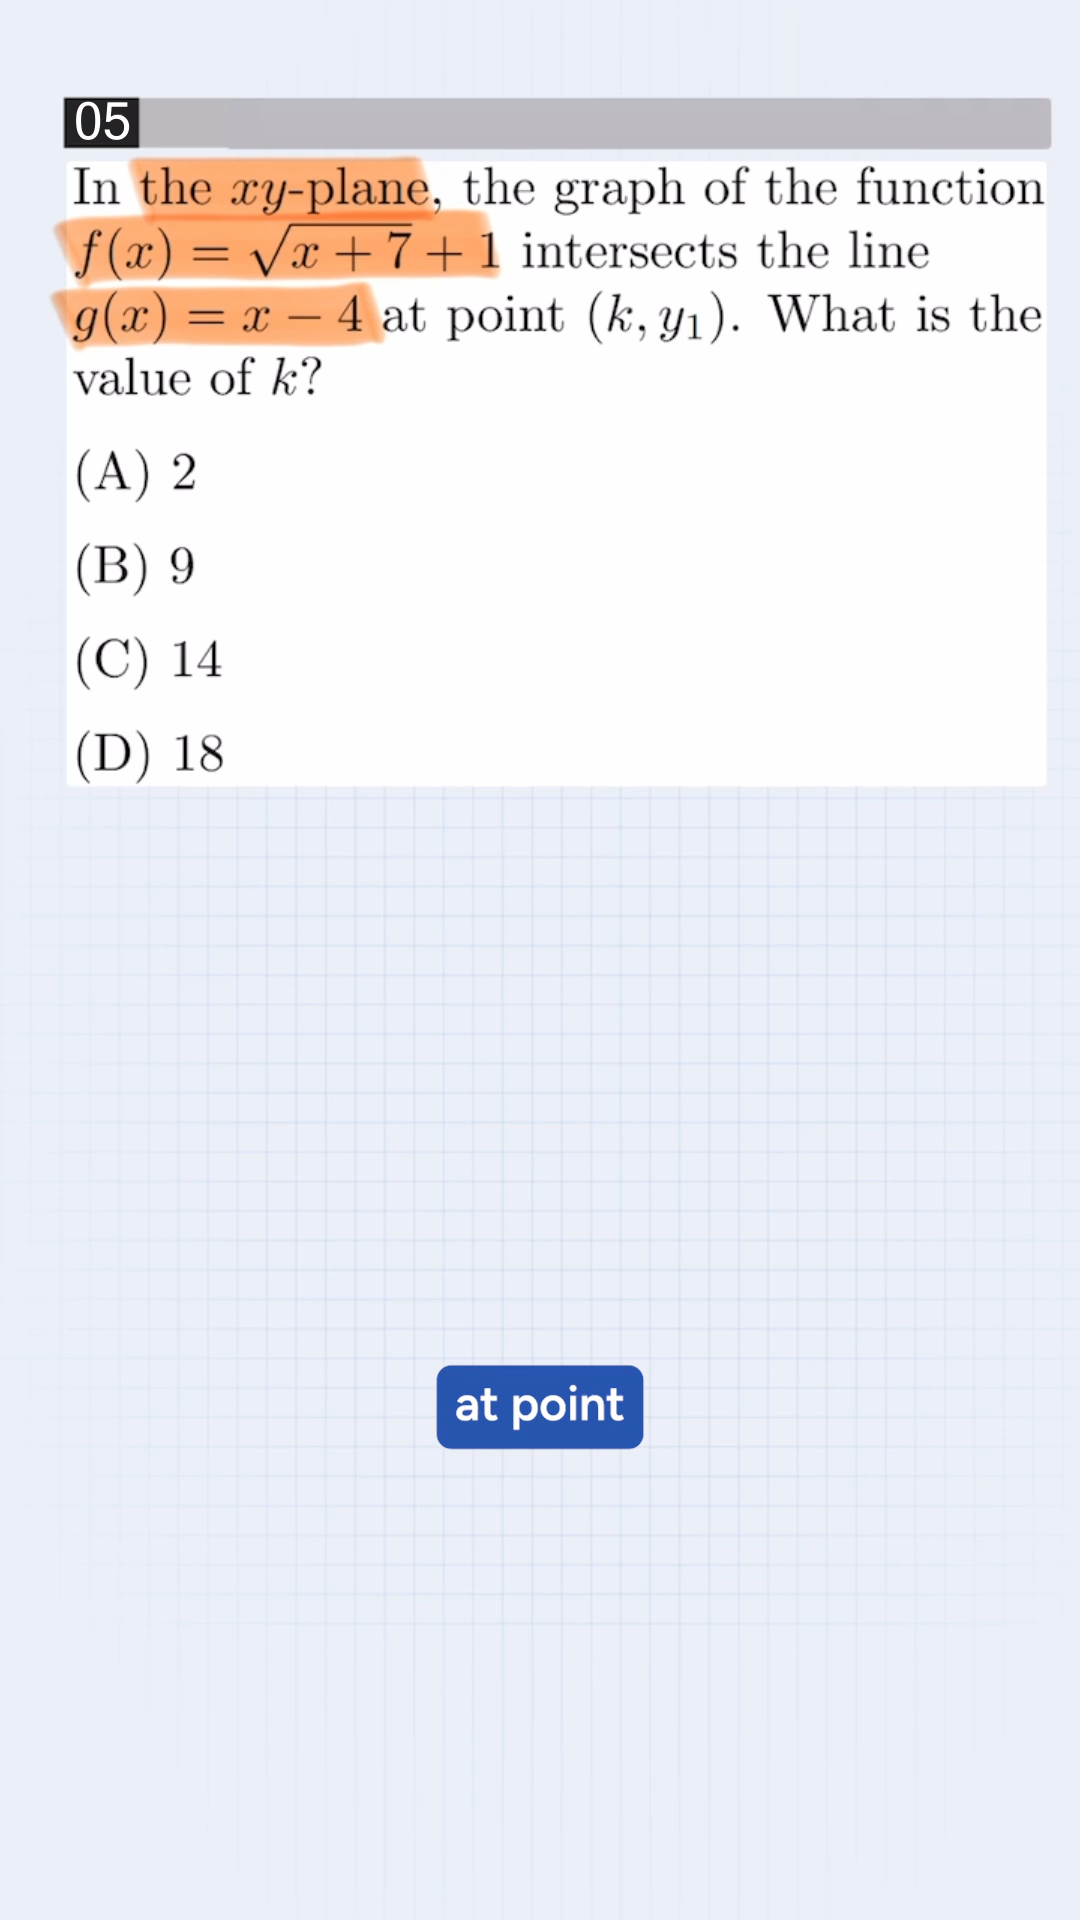 05
In the xy-plane, the graph of the function
f(x) = √(x + 7) + 1 intersects the line
g(x) = x − 4 at point (k, y₁). What is the
value of k?
(A) 2
(B) 9
(C) 14
(D) 18
at point